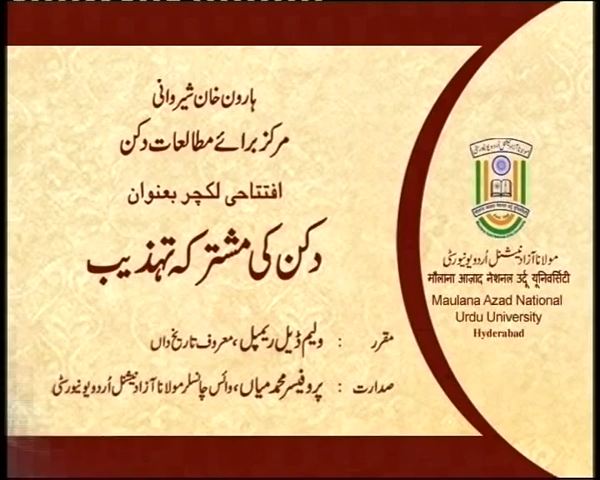 ہارون خان شیروانی
مرکز برائے مطالعات دکن
افتتاحی لکچر بعنوان
دکن کی مشترکہ تہذیب
مقرر : ولیم ڈیل ریمپل، معروف تاریخ داں
صدارت : پروفیسر محمد میاں، وائس چانسلر مولانا آزاد نیشنل اُردو یونیورسٹی
مولانا آزاد نیشنل اُردو یونیورسٹی
मौलाना आज़ाद नेशनल उर्दू यूनिवर्सिटी
Maulana Azad National
Urdu University
Hyderabad